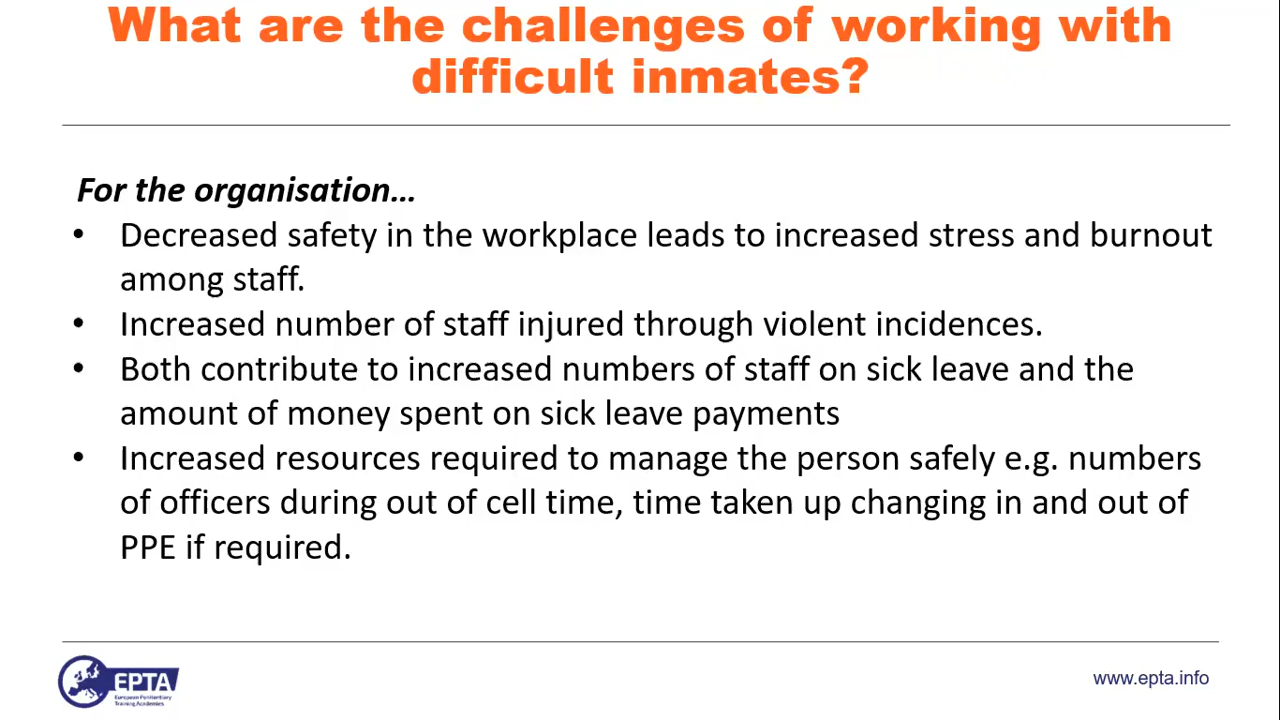 What are the challenges of working with
difficult inmates?
For the organisation...
• Decreased safety in the workplace leads to increased stress and burnout
among staff.
• Increased number of staff injured through violent incidences.
• Both contribute to increased numbers of staff on sick leave and the
amount of money spent on sick leave payments
• Increased resources required to manage the person safely e.g. numbers
of officers during out of cell time, time taken up changing in and out of
PPE if required.
EPTA
European Penitentiary
Training Academies
www.epta.info